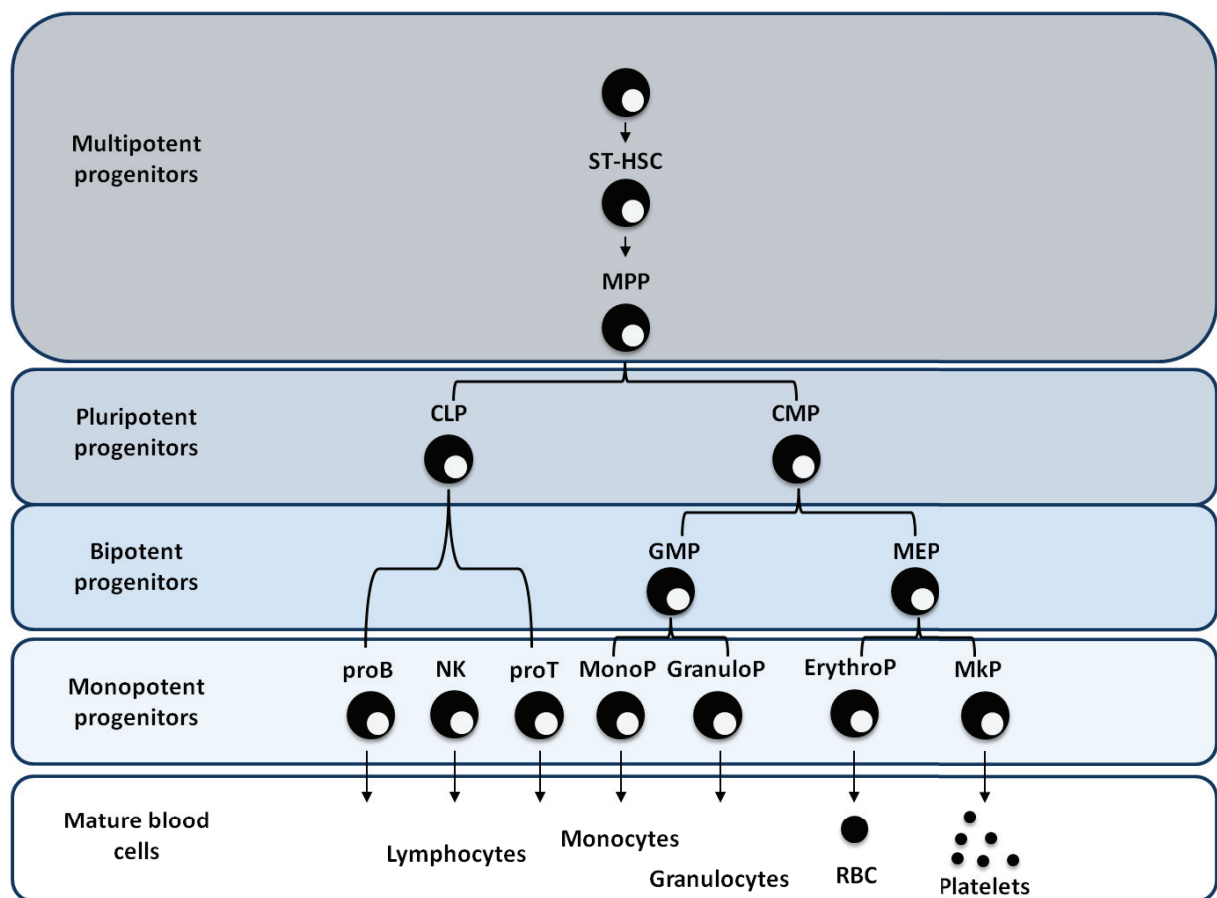 Multipotent
progenitors
ST-HSC
MPP
Pluripotent
progenitors
CLP
CMP
Bipotent
progenitors
GMP
MEP
Monopotent
progenitors
proB
NK
proT
MonoP
GranuloP
ErythroP
MkP
Mature blood
cells
Lymphocytes
Monocytes
Granulocytes
RBC
Platelets